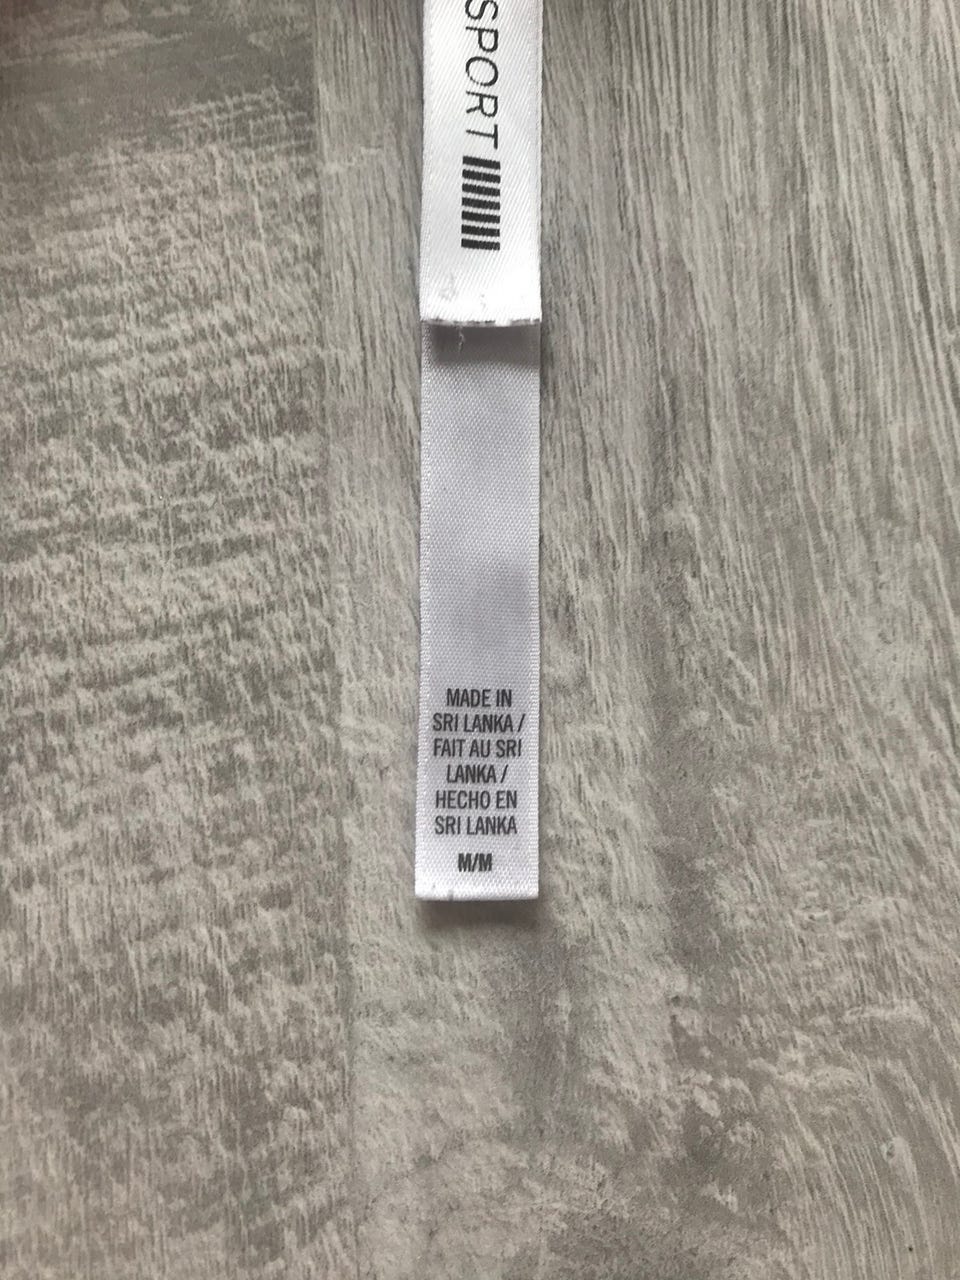 SPORT
MADE IN
SRI LANKA /
FAIT AU SRI
LANKA /
HECHO EN
SRI LANKA
M/M